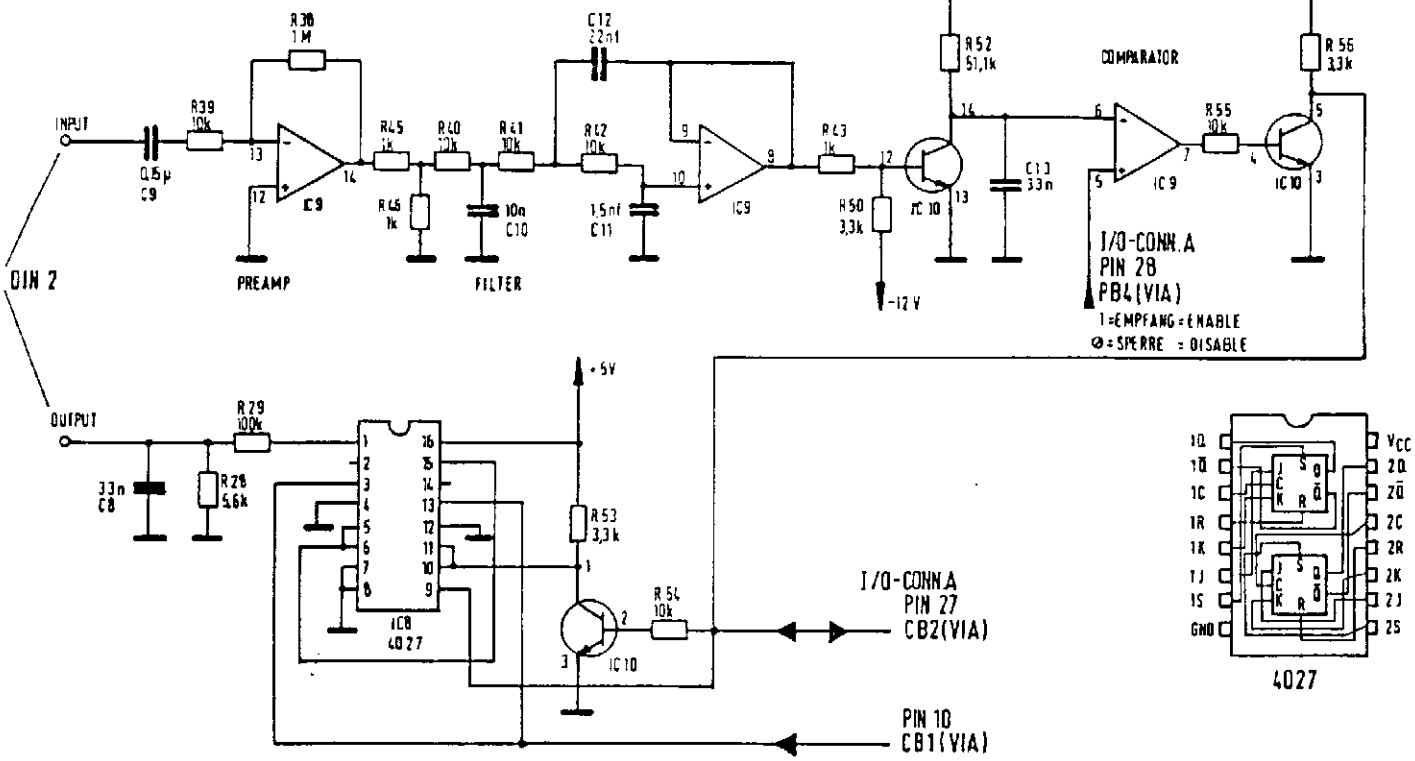 R38
1M
C12
22nf
R52
51,1k
COMPARATOR
R56
3,3k
INPUT
R39
10k
0,15µ
C9
13
12
14
IC9
R45
1k
R40
10k
R41
10k
R42
10k
R46
1k
10n
C10
1,5nf
C11
9
10
8
IC9
R43
1k
12
14
13
IC10
R50
3,3k
-12V
C13
33n
6
5
7
IC9
R55
10k
4
5
3
IC10
PREAMP
FILTER
DIN 2
I/O-CONN.A
PIN 28
PB4(VIA)
1=EMPFANG=ENABLE
0=SPERRE =DISABLE
+5V
OUTPUT
R29
100k
33n
C8
R28
5,6k
1
2
3
4
5
6
7
8
16
15
14
13
12
11
10
9
IC8
4027
R53
3,3k
1
2
3
IC10
R54
10k
I/O-CONN.A
PIN 27
CB2(VIA)
PIN 10
CB1(VIA)
1Q
1Q̅
1C
1R
1K
1J
1S
GND
VCC
2Q
2Q̅
2C
2R
2K
2J
2S
J
C
K
S
R
Q
Q̅
J
C
K
S
R
Q
Q̅
4027